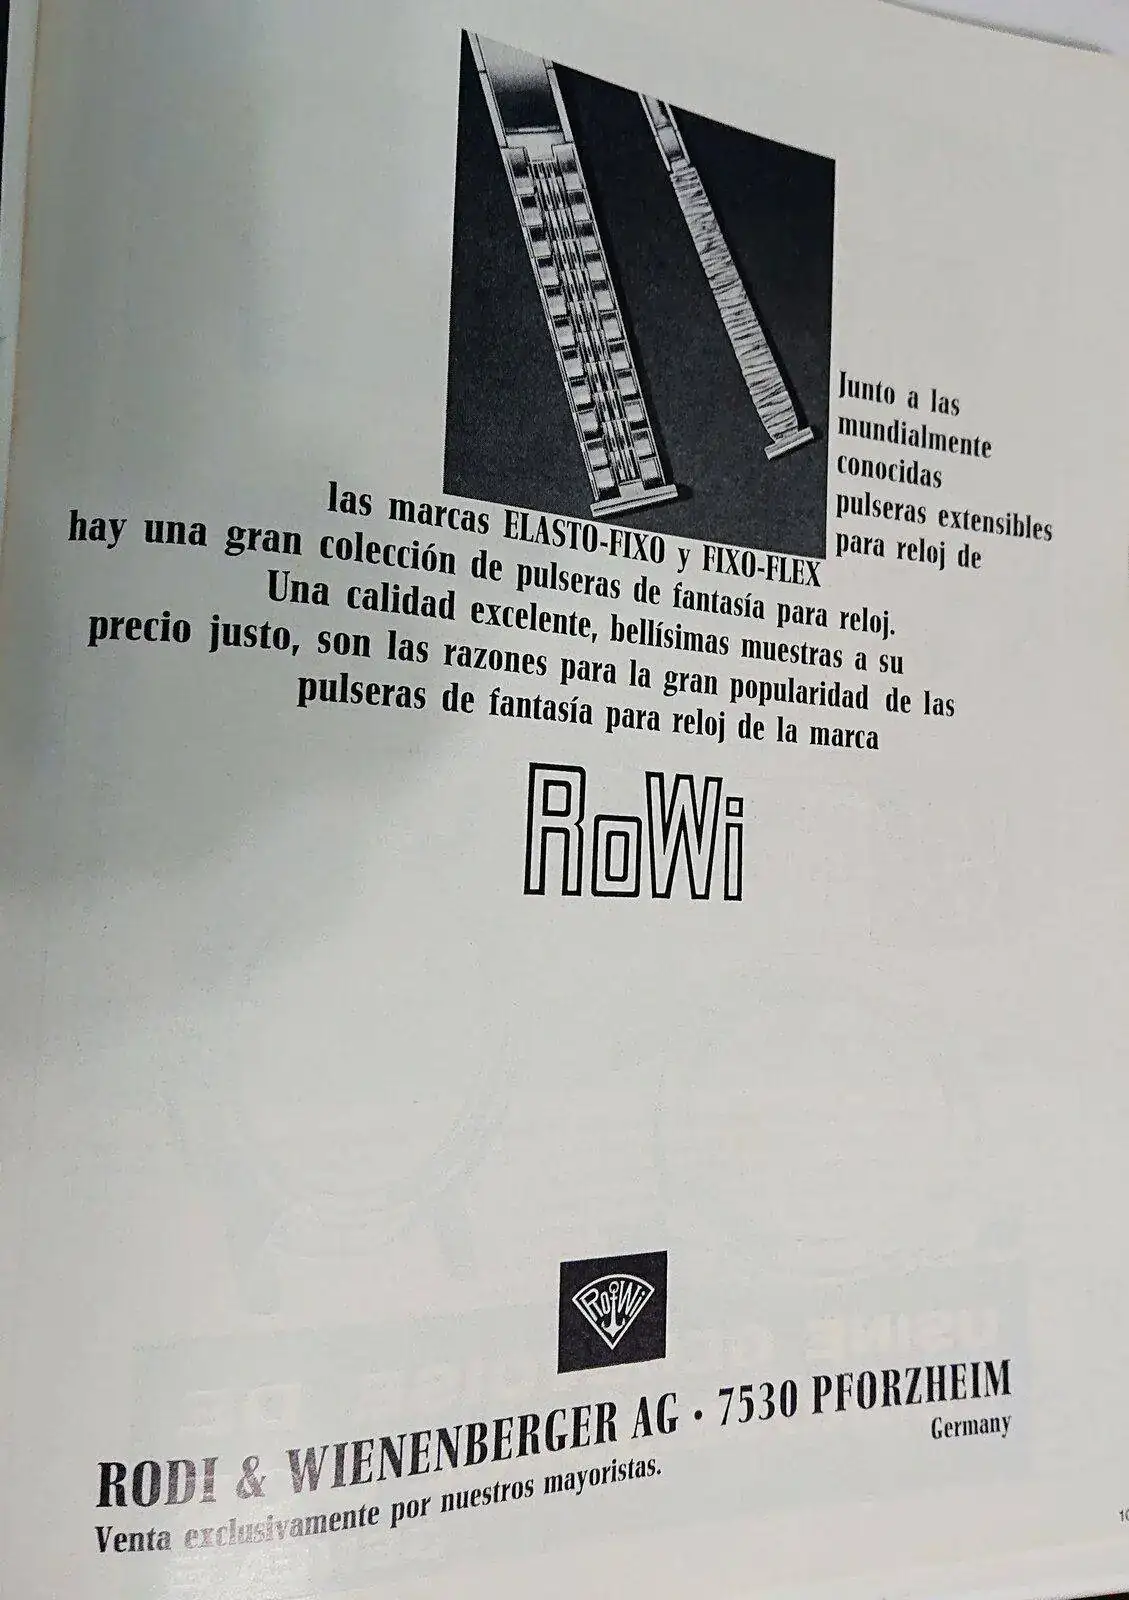 Junto a las
mundialmente
conocidas
pulseras extensibles
para reloj de
las marcas ELASTO-FIXO y FIXO-FLEX
hay una gran colección de pulseras de fantasía para reloj.
Una calidad excelente, bellísimas muestras a su
precio justo, son las razones para la gran popularidad de las
pulseras de fantasía para reloj de la marca
RoWi
RoWi
RODI & WIENENBERGER AG · 7530 PFORZHEIM
Germany
Venta exclusivamente por nuestros mayoristas.